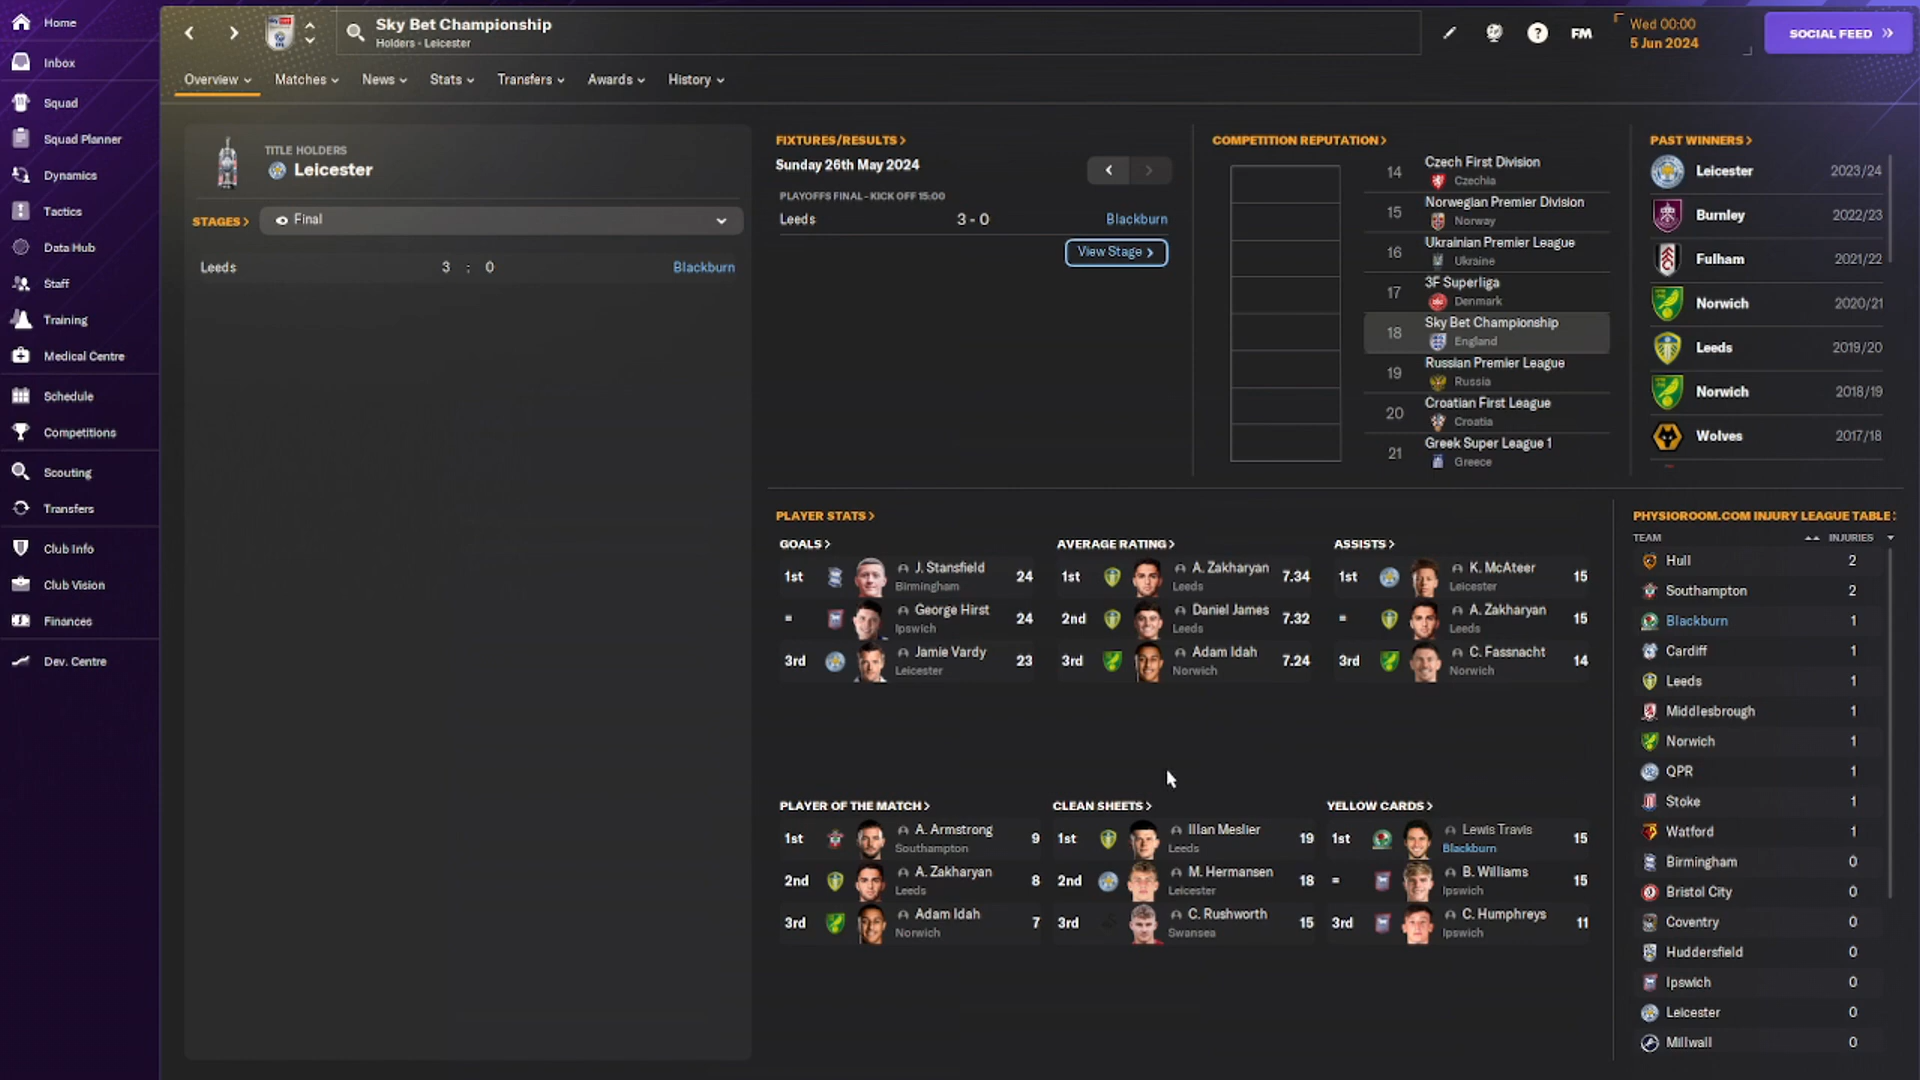 Home
Inbox
Squad
Squad Planner
Dynamics
Tactics
Data Hub
Staff
Training
Medical Centre
Schedule
Competitions
Scouting
Transfers
Club Info
Club Vision
Finances
Dev. Centre
Sky Bet Championship
Holders - Leicester
FM
Wed 00:00
5 Jun 2024
SOCIAL FEED
Overview
Matches
News
Stats
Transfers
Awards
History
TITLE HOLDERS
Leicester
STAGES
Final
Leeds 3 : 0 Blackburn
FIXTURES/RESULTS
Sunday 26th May 2024
PLAYOFFS FINAL - KICK OFF 15:00
Leeds 3 - 0 Blackburn
View Stage
COMPETITION REPUTATION
14 Czech First Division
Czechia
15 Norwegian Premier Division
Norway
16 Ukrainian Premier League
Ukraine
17 3F Superliga
Denmark
18 Sky Bet Championship
England
19 Russian Premier League
Russia
20 Croatian First League
Croatia
21 Greek Super League 1
Greece
PAST WINNERS
Leicester 2023/24
Burnley 2022/23
Fulham 2021/22
Norwich 2020/21
Leeds 2019/20
Norwich 2018/19
Wolves 2017/18
PLAYER STATS
GOALS
1st J. Stansfield 24
Birmingham
= George Hirst 24
Ipswich
3rd Jamie Vardy 23
Leicester
AVERAGE RATING
1st A. Zakharyan 7.34
Leeds
2nd Daniel James 7.32
Leeds
3rd Adam Idah 7.24
Norwich
ASSISTS
1st K. McAteer 15
Leicester
= A. Zakharyan 15
Leeds
3rd C. Fassnacht 14
Norwich
PLAYER OF THE MATCH
1st A. Armstrong 9
Southampton
2nd A. Zakharyan 8
Leeds
3rd Adam Idah 7
Norwich
CLEAN SHEETS
1st Illan Meslier 19
Leeds
2nd M. Hermansen 18
Leicester
3rd C. Rushworth 15
Swansea
YELLOW CARDS
1st Lewis Travis 15
Blackburn
= B. Williams 15
Ipswich
3rd C. Humphreys 11
Ipswich
PHYSIOROOM.COM INJURY LEAGUE TABLE
TEAM INJURIES
Hull 2
Southampton 2
Blackburn 1
Cardiff 1
Leeds 1
Middlesbrough 1
Norwich 1
QPR 1
Stoke 1
Watford 1
Birmingham 0
Bristol City 0
Coventry 0
Huddersfield 0
Ipswich 0
Leicester 0
Millwall 0